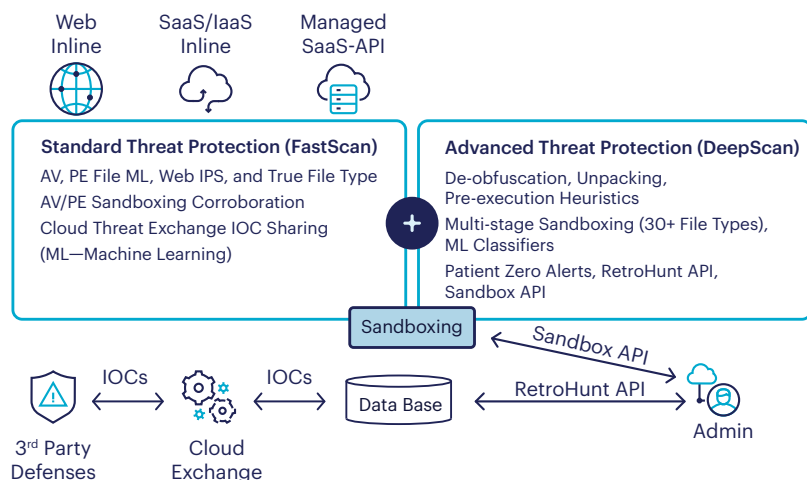 Web
Inline
SaaS/IaaS
Inline
Managed
SaaS-API
Standard Threat Protection (FastScan)
AV, PE File ML, Web IPS, and True File Type
AV/PE Sandboxing Corroboration
Cloud Threat Exchange IOC Sharing
(ML—Machine Learning)
Advanced Threat Protection (DeepScan)
De-obfuscation, Unpacking,
Pre-execution Heuristics
Multi-stage Sandboxing (30+ File Types),
ML Classifiers
Patient Zero Alerts, RetroHunt API,
Sandbox API
+
Sandboxing
Sandbox API
IOCs
IOCs
Data Base
RetroHunt API
3rd Party
Defenses
Cloud
Exchange
Admin